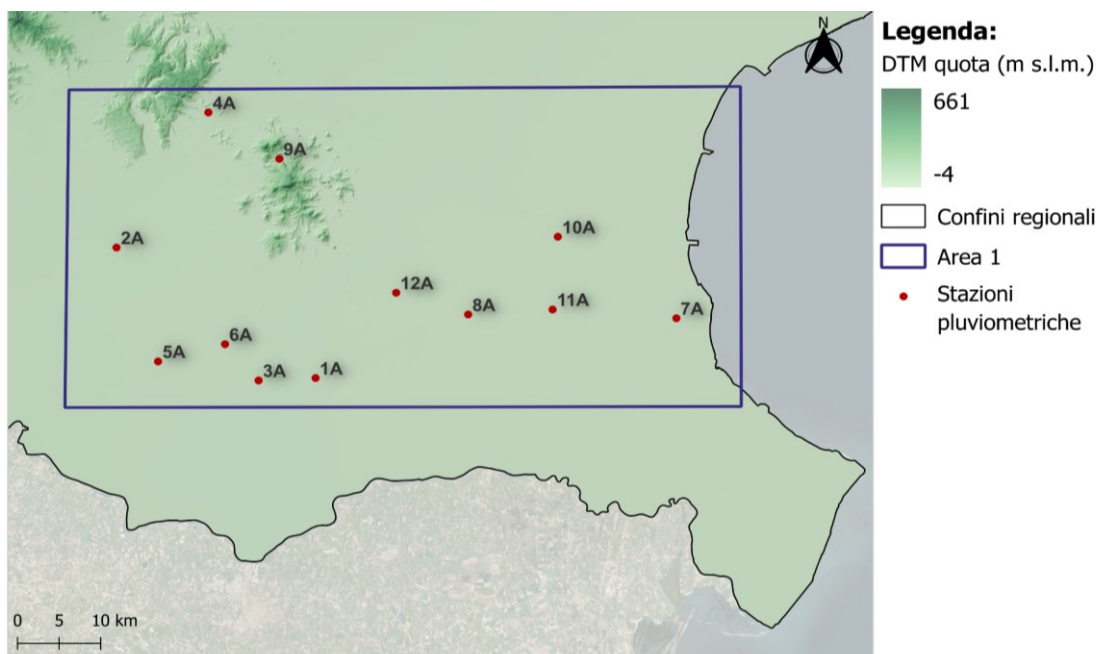 N
4A
9A
2A
10A
12A
8A
11A
7A
6A
5A
3A
1A
0 5 10 km
Legenda:
DTM quota (m s.l.m.)
661
-4
Confini regionali
Area 1
Stazioni
pluviometriche